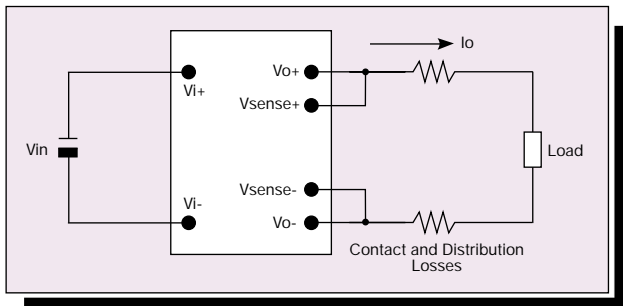 Io
Vo+
Vi+
Vsense+
Vin
Load
Vsense-
Vi-
Vo-
Contact and Distribution
Losses